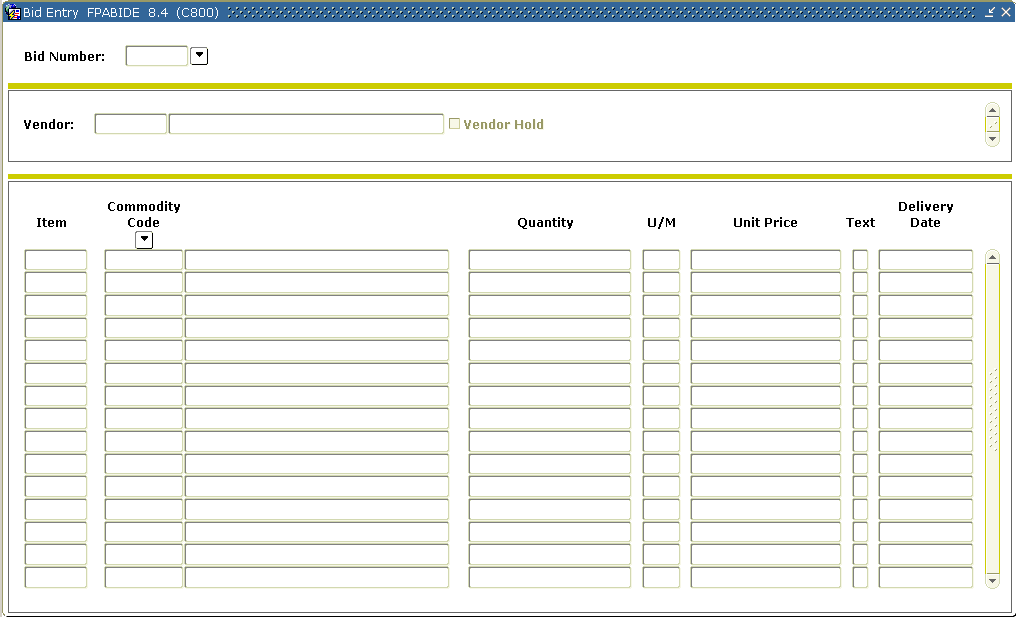 Bid Entry FPABIDE 8.4 (C800)
Bid Number:
Vendor: Vendor Hold
Item Commodity Code Quantity U/M Unit Price Text Delivery Date